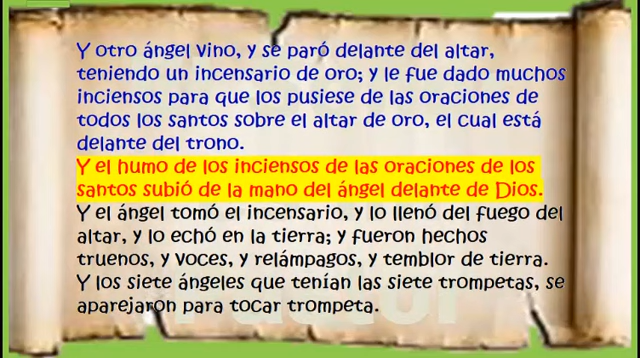 Y otro ángel vino, y se paró delante del altar,
teniendo un incensario de oro; y le fue dado muchos
inciensos para que los pusiese de las oraciones de
todos los santos sobre el altar de oro, el cual está
delante del trono.
Y el humo de los inciensos de las oraciones de los
santos subió de la mano del ángel delante de Dios.
Y el ángel tomó el incensario, y lo llenó del fuego del
altar, y lo echó en la tierra; y fueron hechos
truenos, y voces, y relámpagos, y temblor de tierra.
Y los siete ángeles que tenían las siete trompetas, se
aparejaron para tocar trompeta.